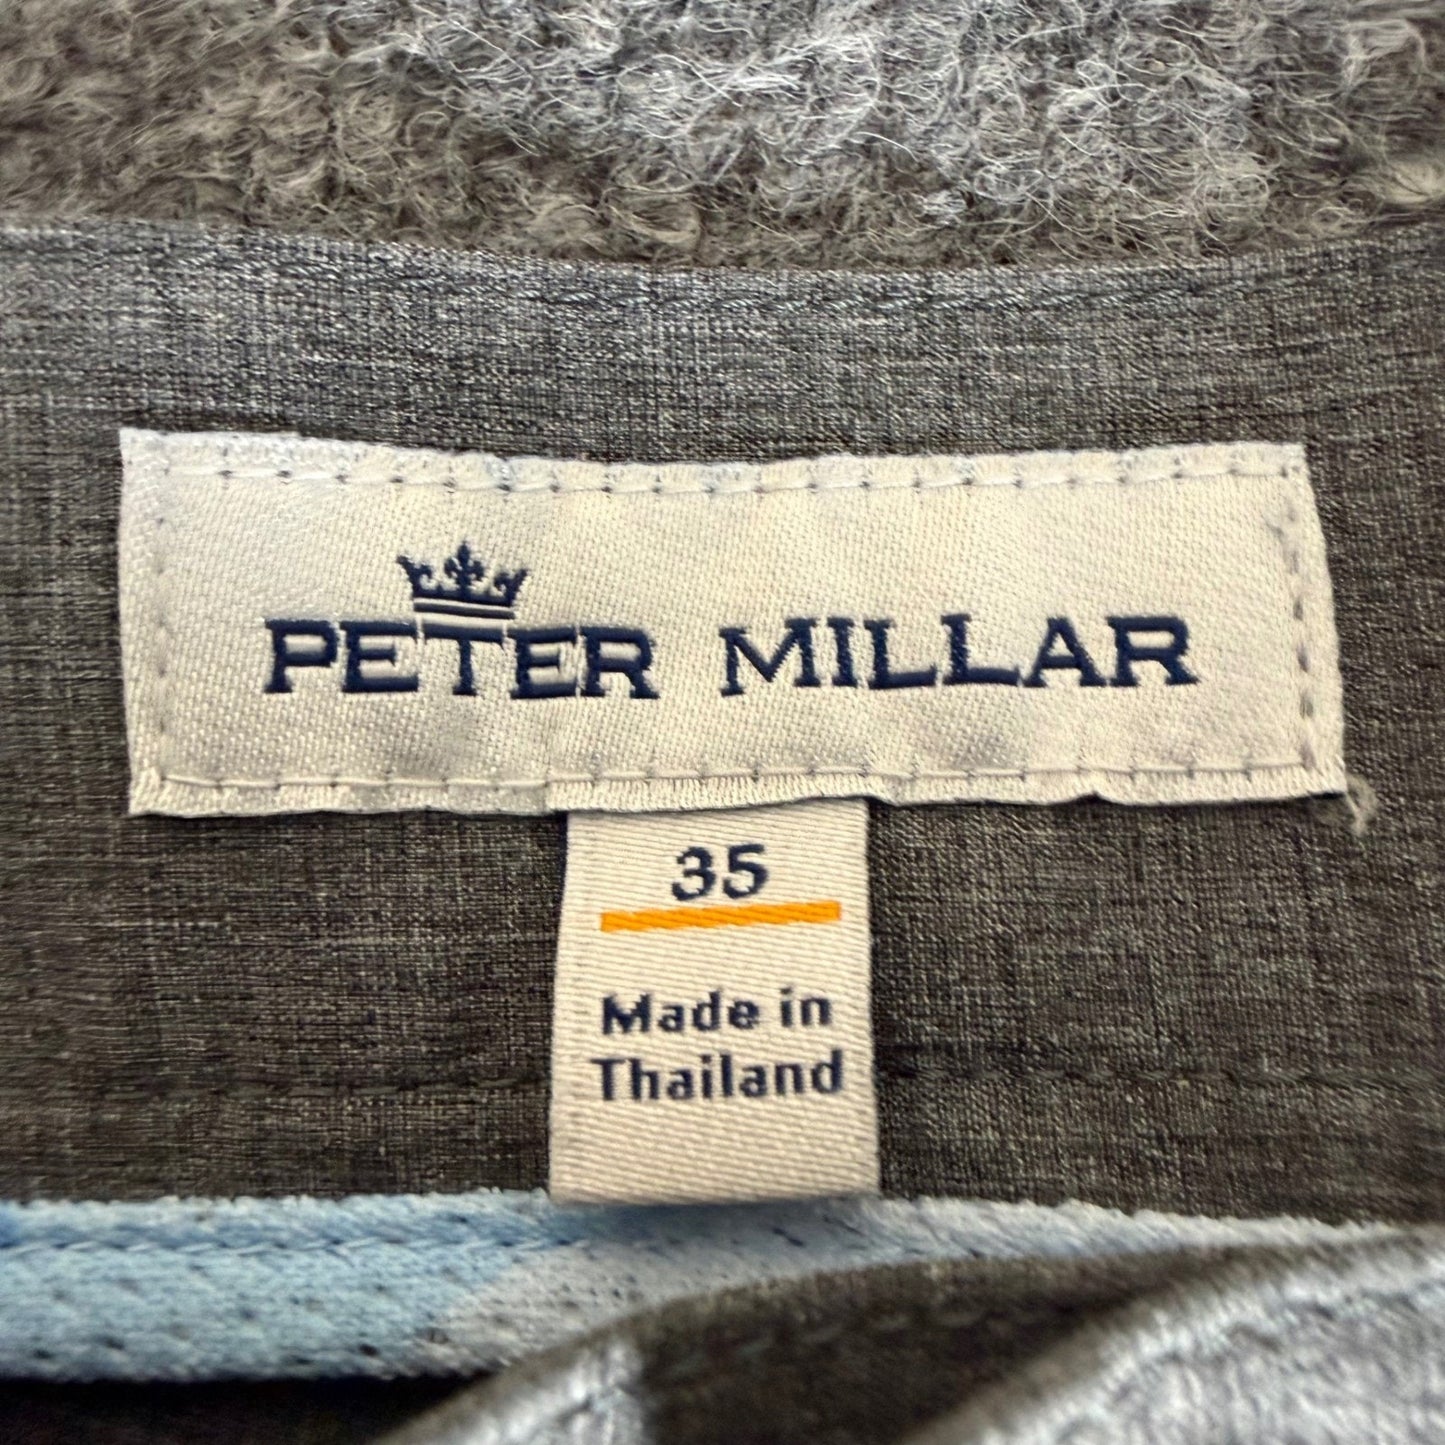 PETER MILLAR
35
Made in
Thailand